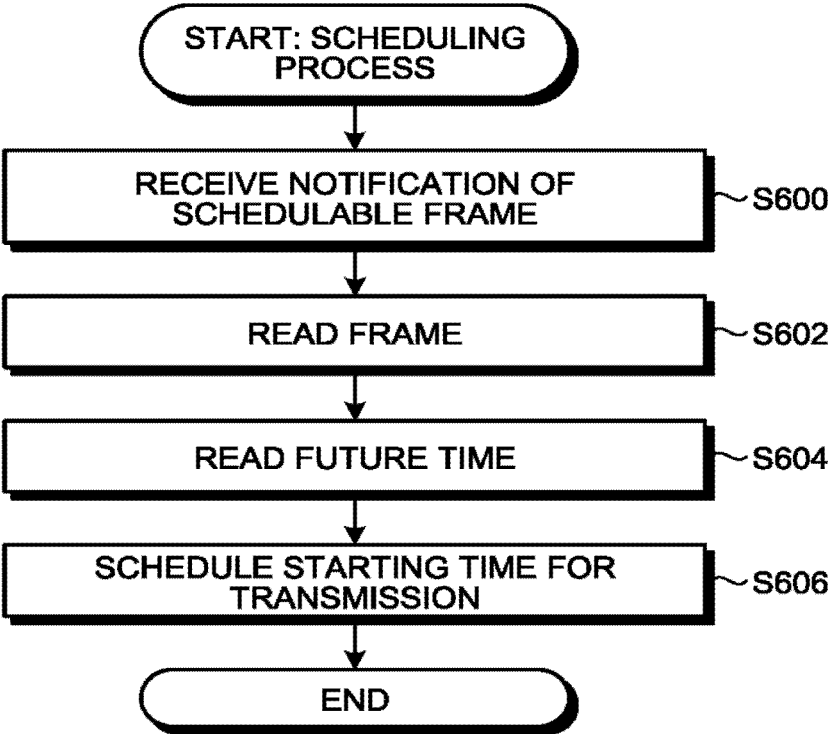 START: SCHEDULING
PROCESS
RECEIVE NOTIFICATION OF
SCHEDULABLE FRAME
S600
READ FRAME
S602
READ FUTURE TIME
S604
SCHEDULE STARTING TIME FOR
TRANSMISSION
S606
END